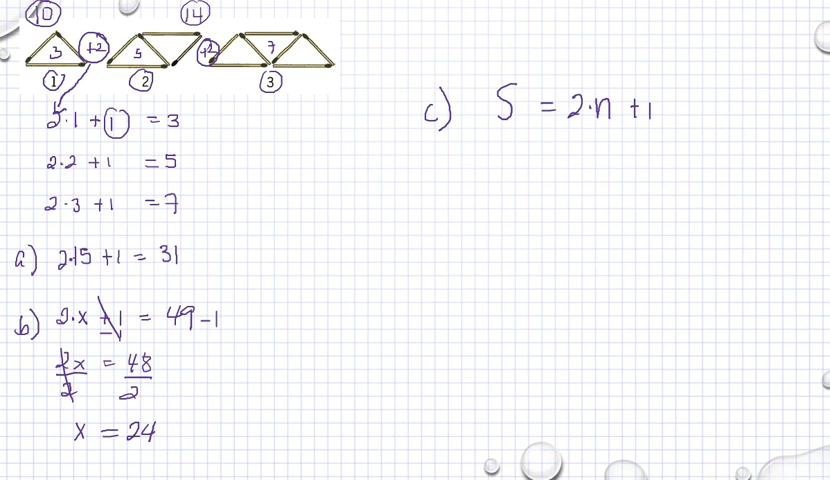 10 14
3 +2 5 +2 7
1 2 3
2·1 + 1 = 3
2·2 + 1 = 5
2·3 + 1 = 7
a) 2·15 + 1 = 31
b) 2·x + 1 = 49 - 1
- 1
2x = 48
2 2
x = 24
c) S = 2·n + 1